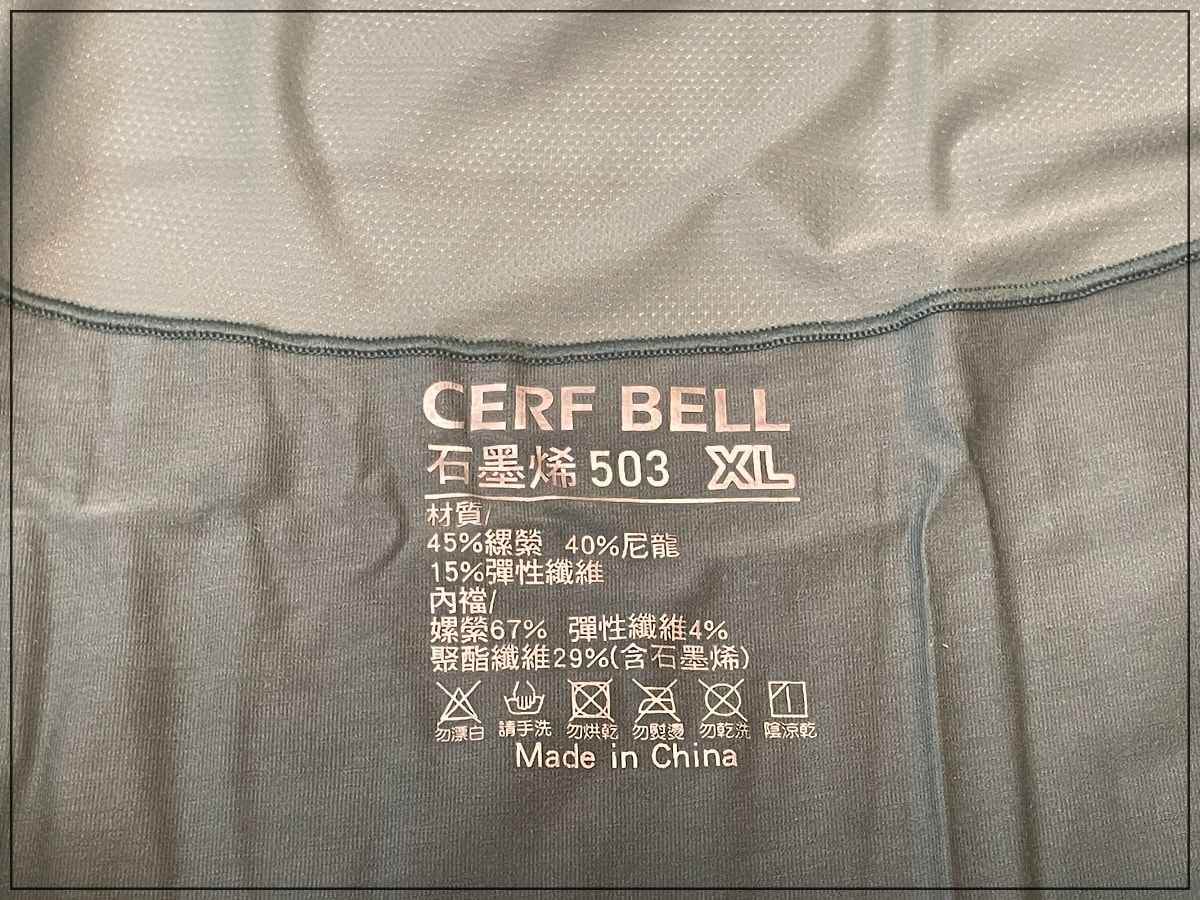 CERF BELL
石墨烯503 XL
材質/
45%縲縈 40%尼龍
15%彈性纖維
內襠/
嫘縈67% 彈性纖維4%
聚酯纖維29%(含石墨烯)
勿漂白 請手洗 勿烘乾 勿熨燙 勿乾洗 陰涼乾
Made in China